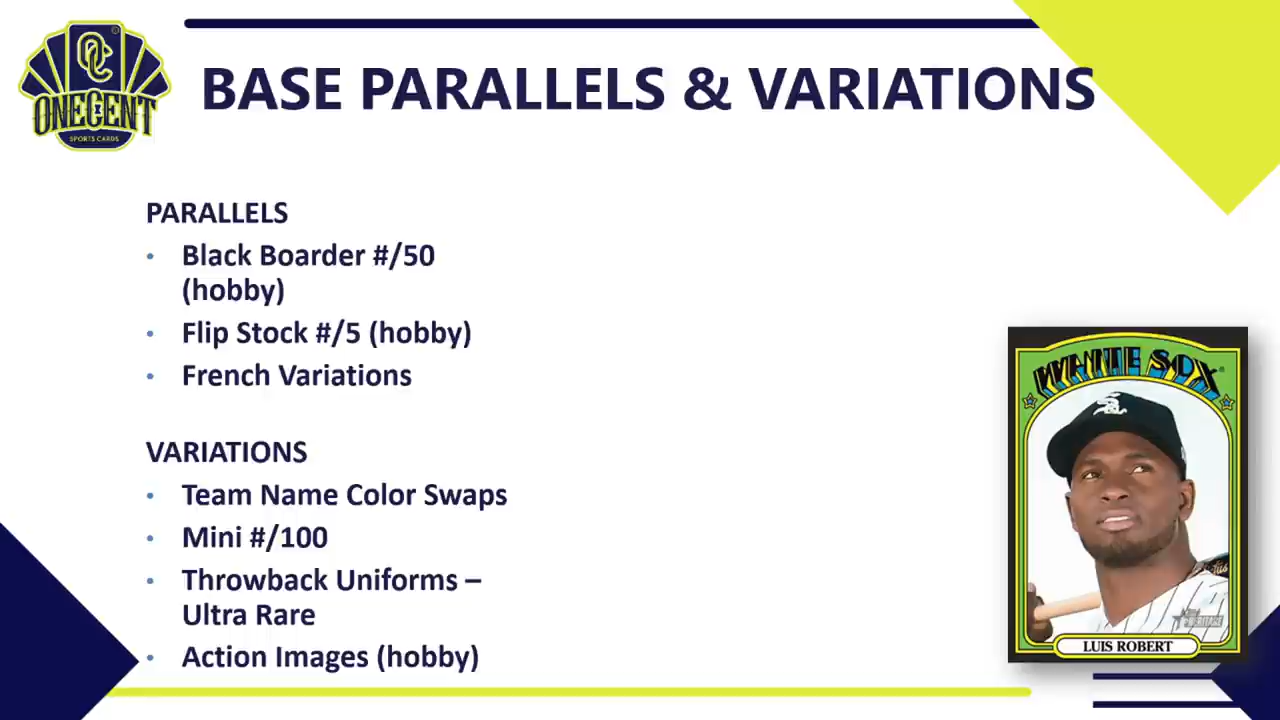 OC
ONECENT
SPORTS CARDS
BASE PARALLELS & VARIATIONS
PARALLELS
• Black Boarder #/50
(hobby)
• Flip Stock #/5 (hobby)
• French Variations
VARIATIONS
• Team Name Color Swaps
• Mini #/100
• Throwback Uniforms –
Ultra Rare
• Action Images (hobby)
WHITE SOX
LUIS ROBERT